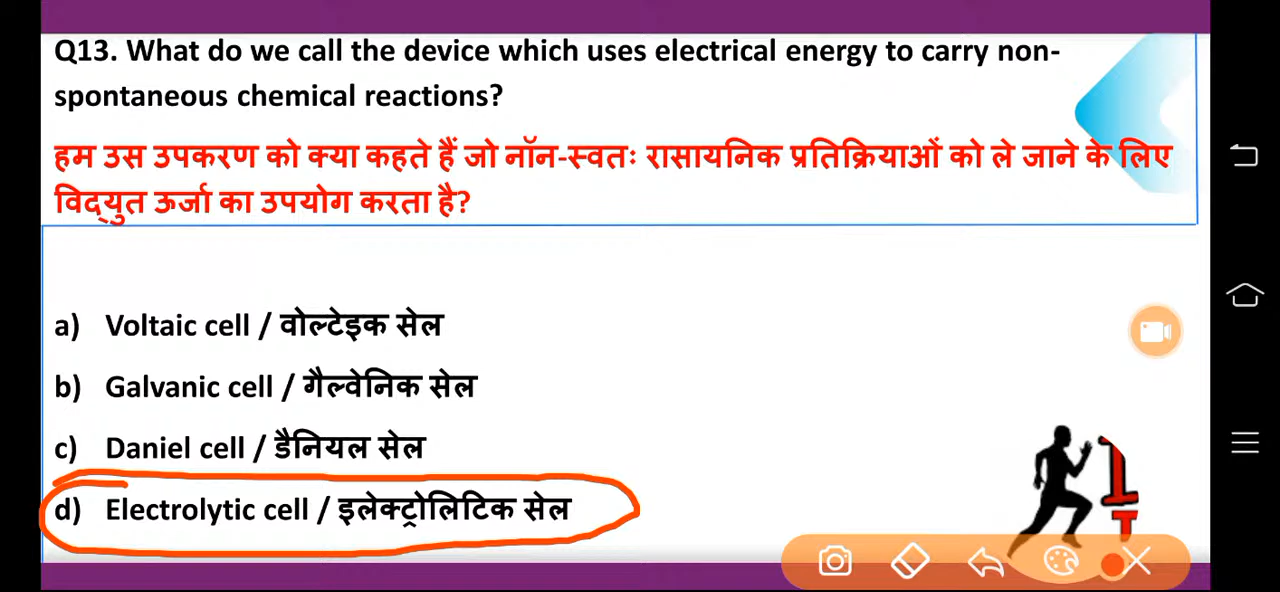 Q13. What do we call the device which uses electrical energy to carry non-
spontaneous chemical reactions?
हम उस उपकरण को क्या कहते हैं जो नॉन-स्वतः रासायनिक प्रतिक्रियाओं को ले जाने के लिए
विद्युत ऊर्जा का उपयोग करता है?
a) Voltaic cell / वोल्टेइक सेल
b) Galvanic cell / गैल्वेनिक सेल
c) Daniel cell / डैनियल सेल
d) Electrolytic cell / इलेक्ट्रोलिटिक सेल